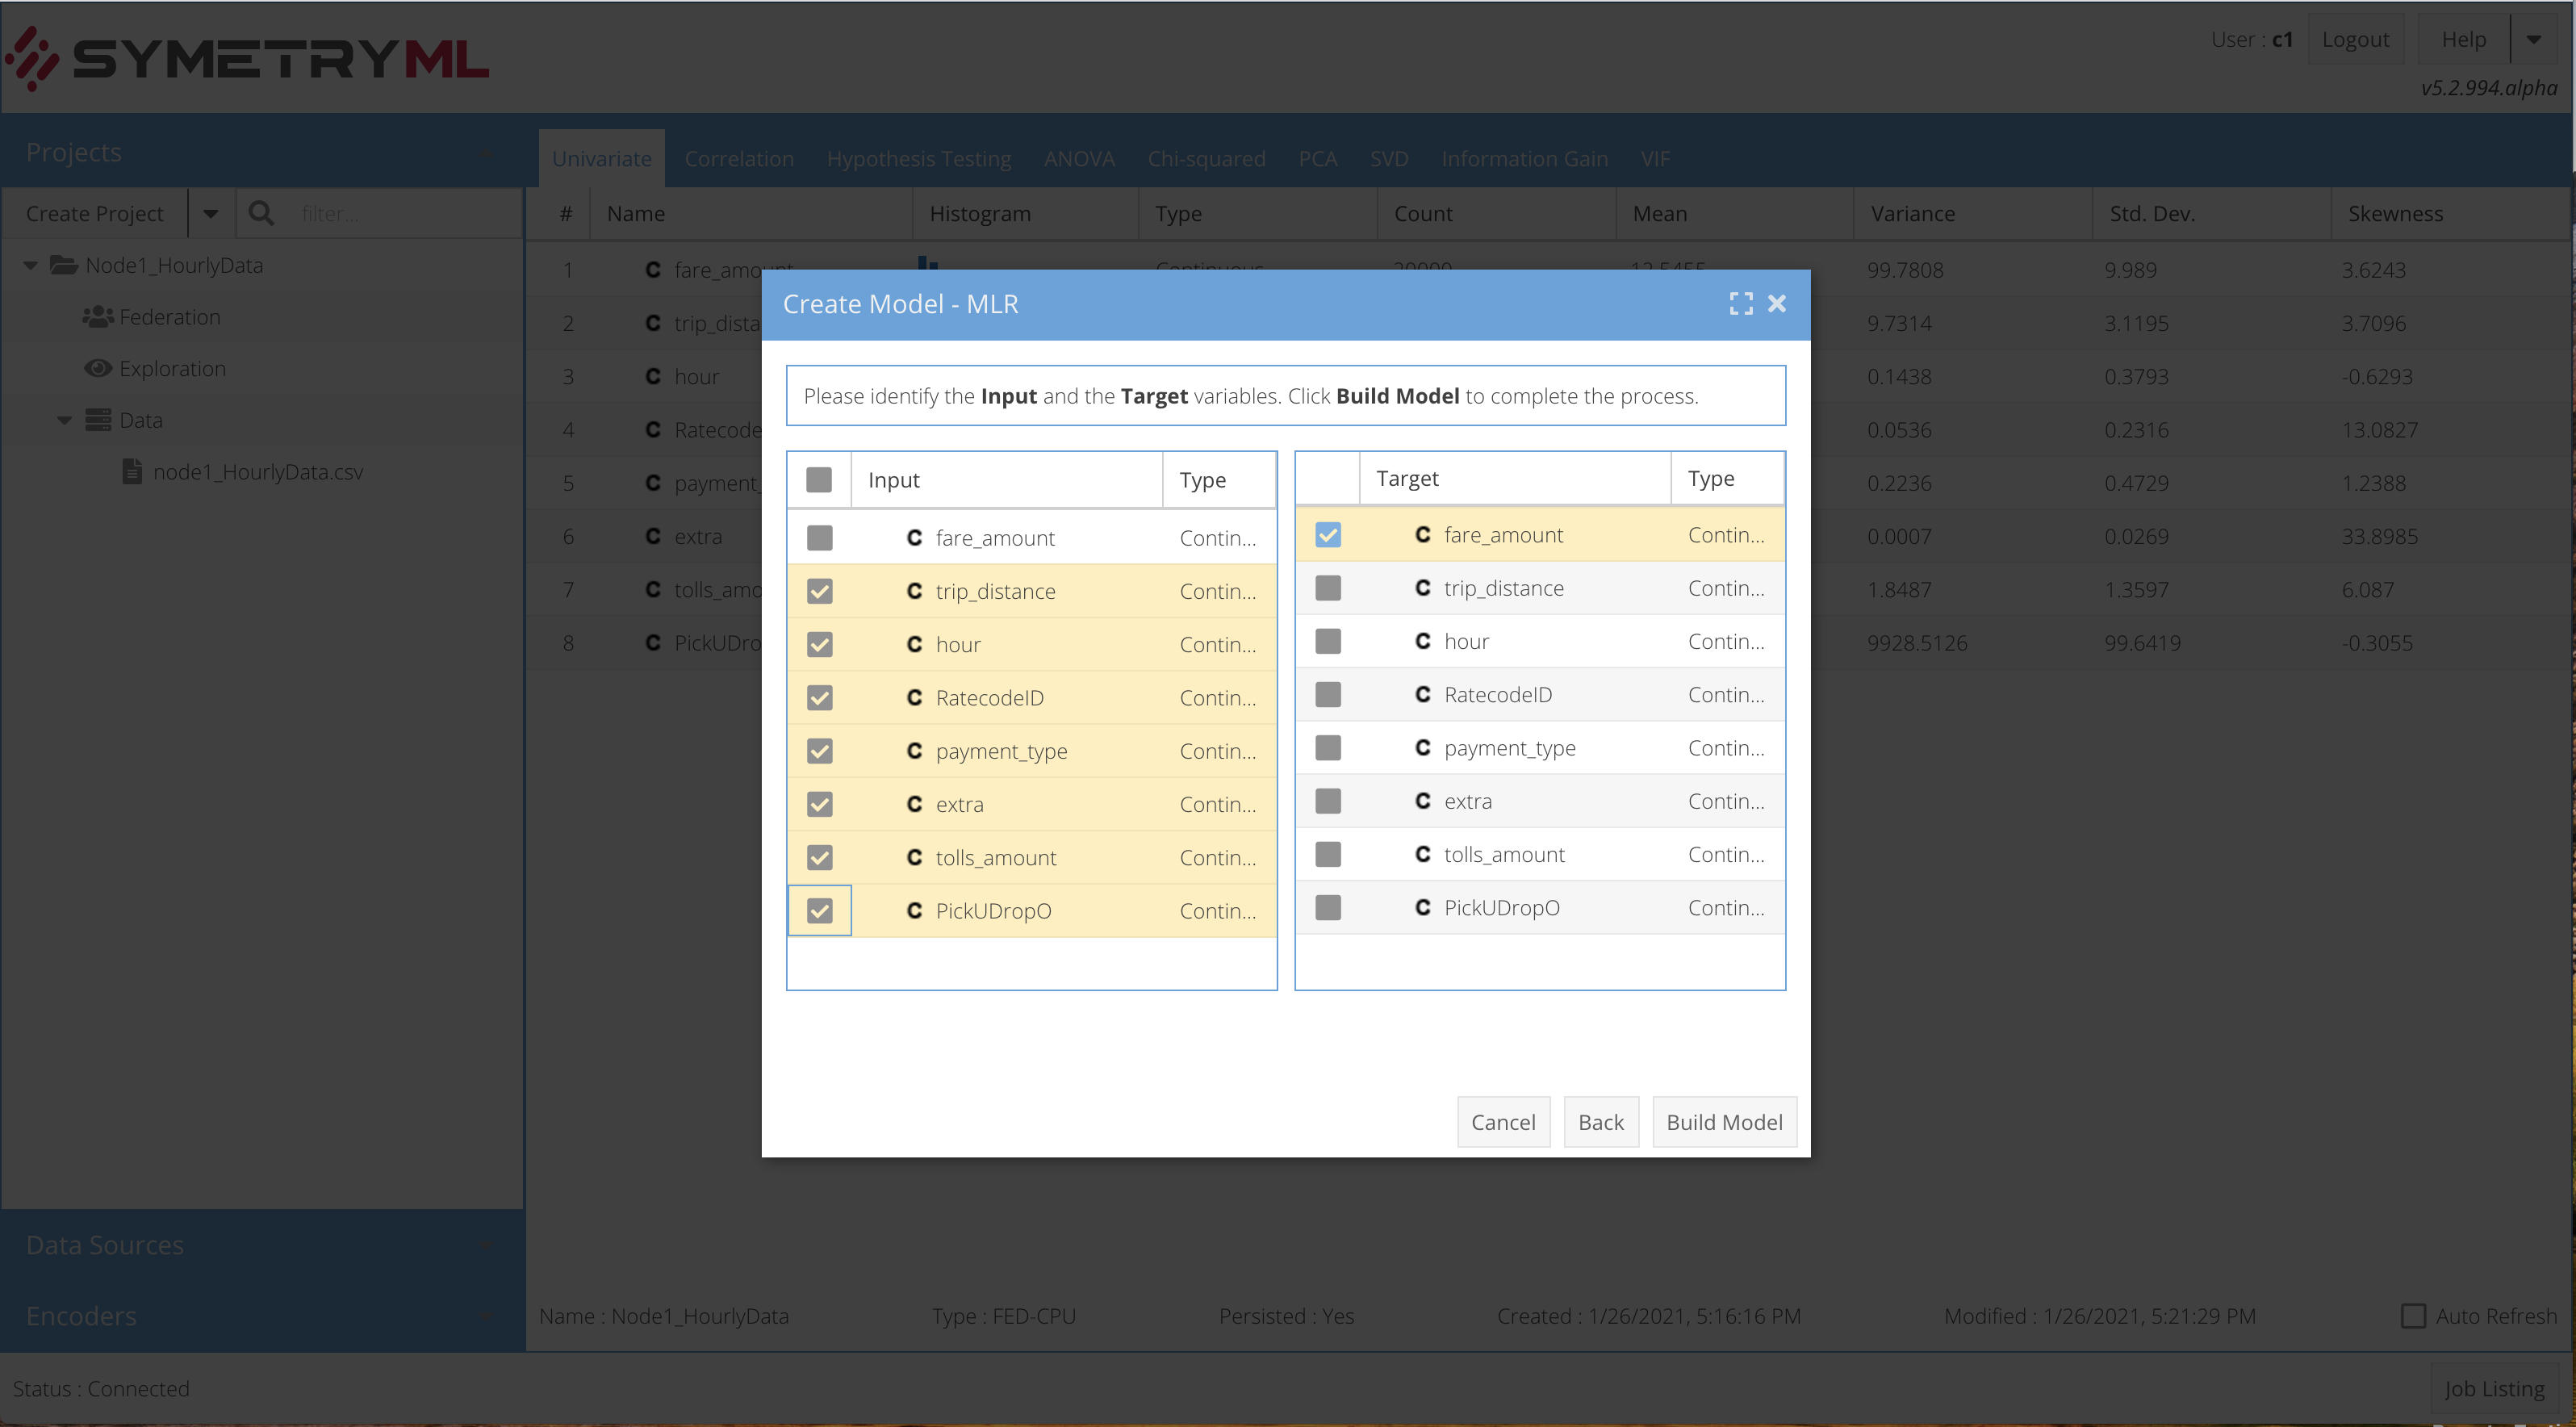 SYMETRYML
User : c1 Logout Help
v5.2.994.alpha
Projects
Univariate Correlation Hypothesis Testing ANOVA Chi-squared PCA SVD Information Gain VIF
Create Project filter...
# Name Histogram Type Count Mean Variance Std. Dev. Skewness
Node1_HourlyData
Federation
Exploration
Data
node1_HourlyData.csv
1 C fare_amount Continuous 20000 12.5455 99.7808 9.989 3.6243
2 C trip_dista 9.7314 3.1195 3.7096
3 C hour 0.1438 0.3793 -0.6293
4 C Ratecode 0.0536 0.2316 13.0827
5 C payment_ 0.2236 0.4729 1.2388
6 C extra 0.0007 0.0269 33.8985
7 C tolls_amo 1.8487 1.3597 6.087
8 C PickUDro 9928.5126 99.6419 -0.3055
Create Model - MLR
Please identify the Input and the Target variables. Click Build Model to complete the process.
Input Type
C fare_amount Contin...
C trip_distance Contin...
C hour Contin...
C RatecodeID Contin...
C payment_type Contin...
C extra Contin...
C tolls_amount Contin...
C PickUDropO Contin...
Target Type
C fare_amount Contin...
C trip_distance Contin...
C hour Contin...
C RatecodeID Contin...
C payment_type Contin...
C extra Contin...
C tolls_amount Contin...
C PickUDropO Contin...
Cancel Back Build Model
Data Sources
Encoders
Name : Node1_HourlyData Type : FED-CPU Persisted : Yes Created : 1/26/2021, 5:16:16 PM Modified : 1/26/2021, 5:21:29 PM Auto Refresh
Status : Connected Job Listing